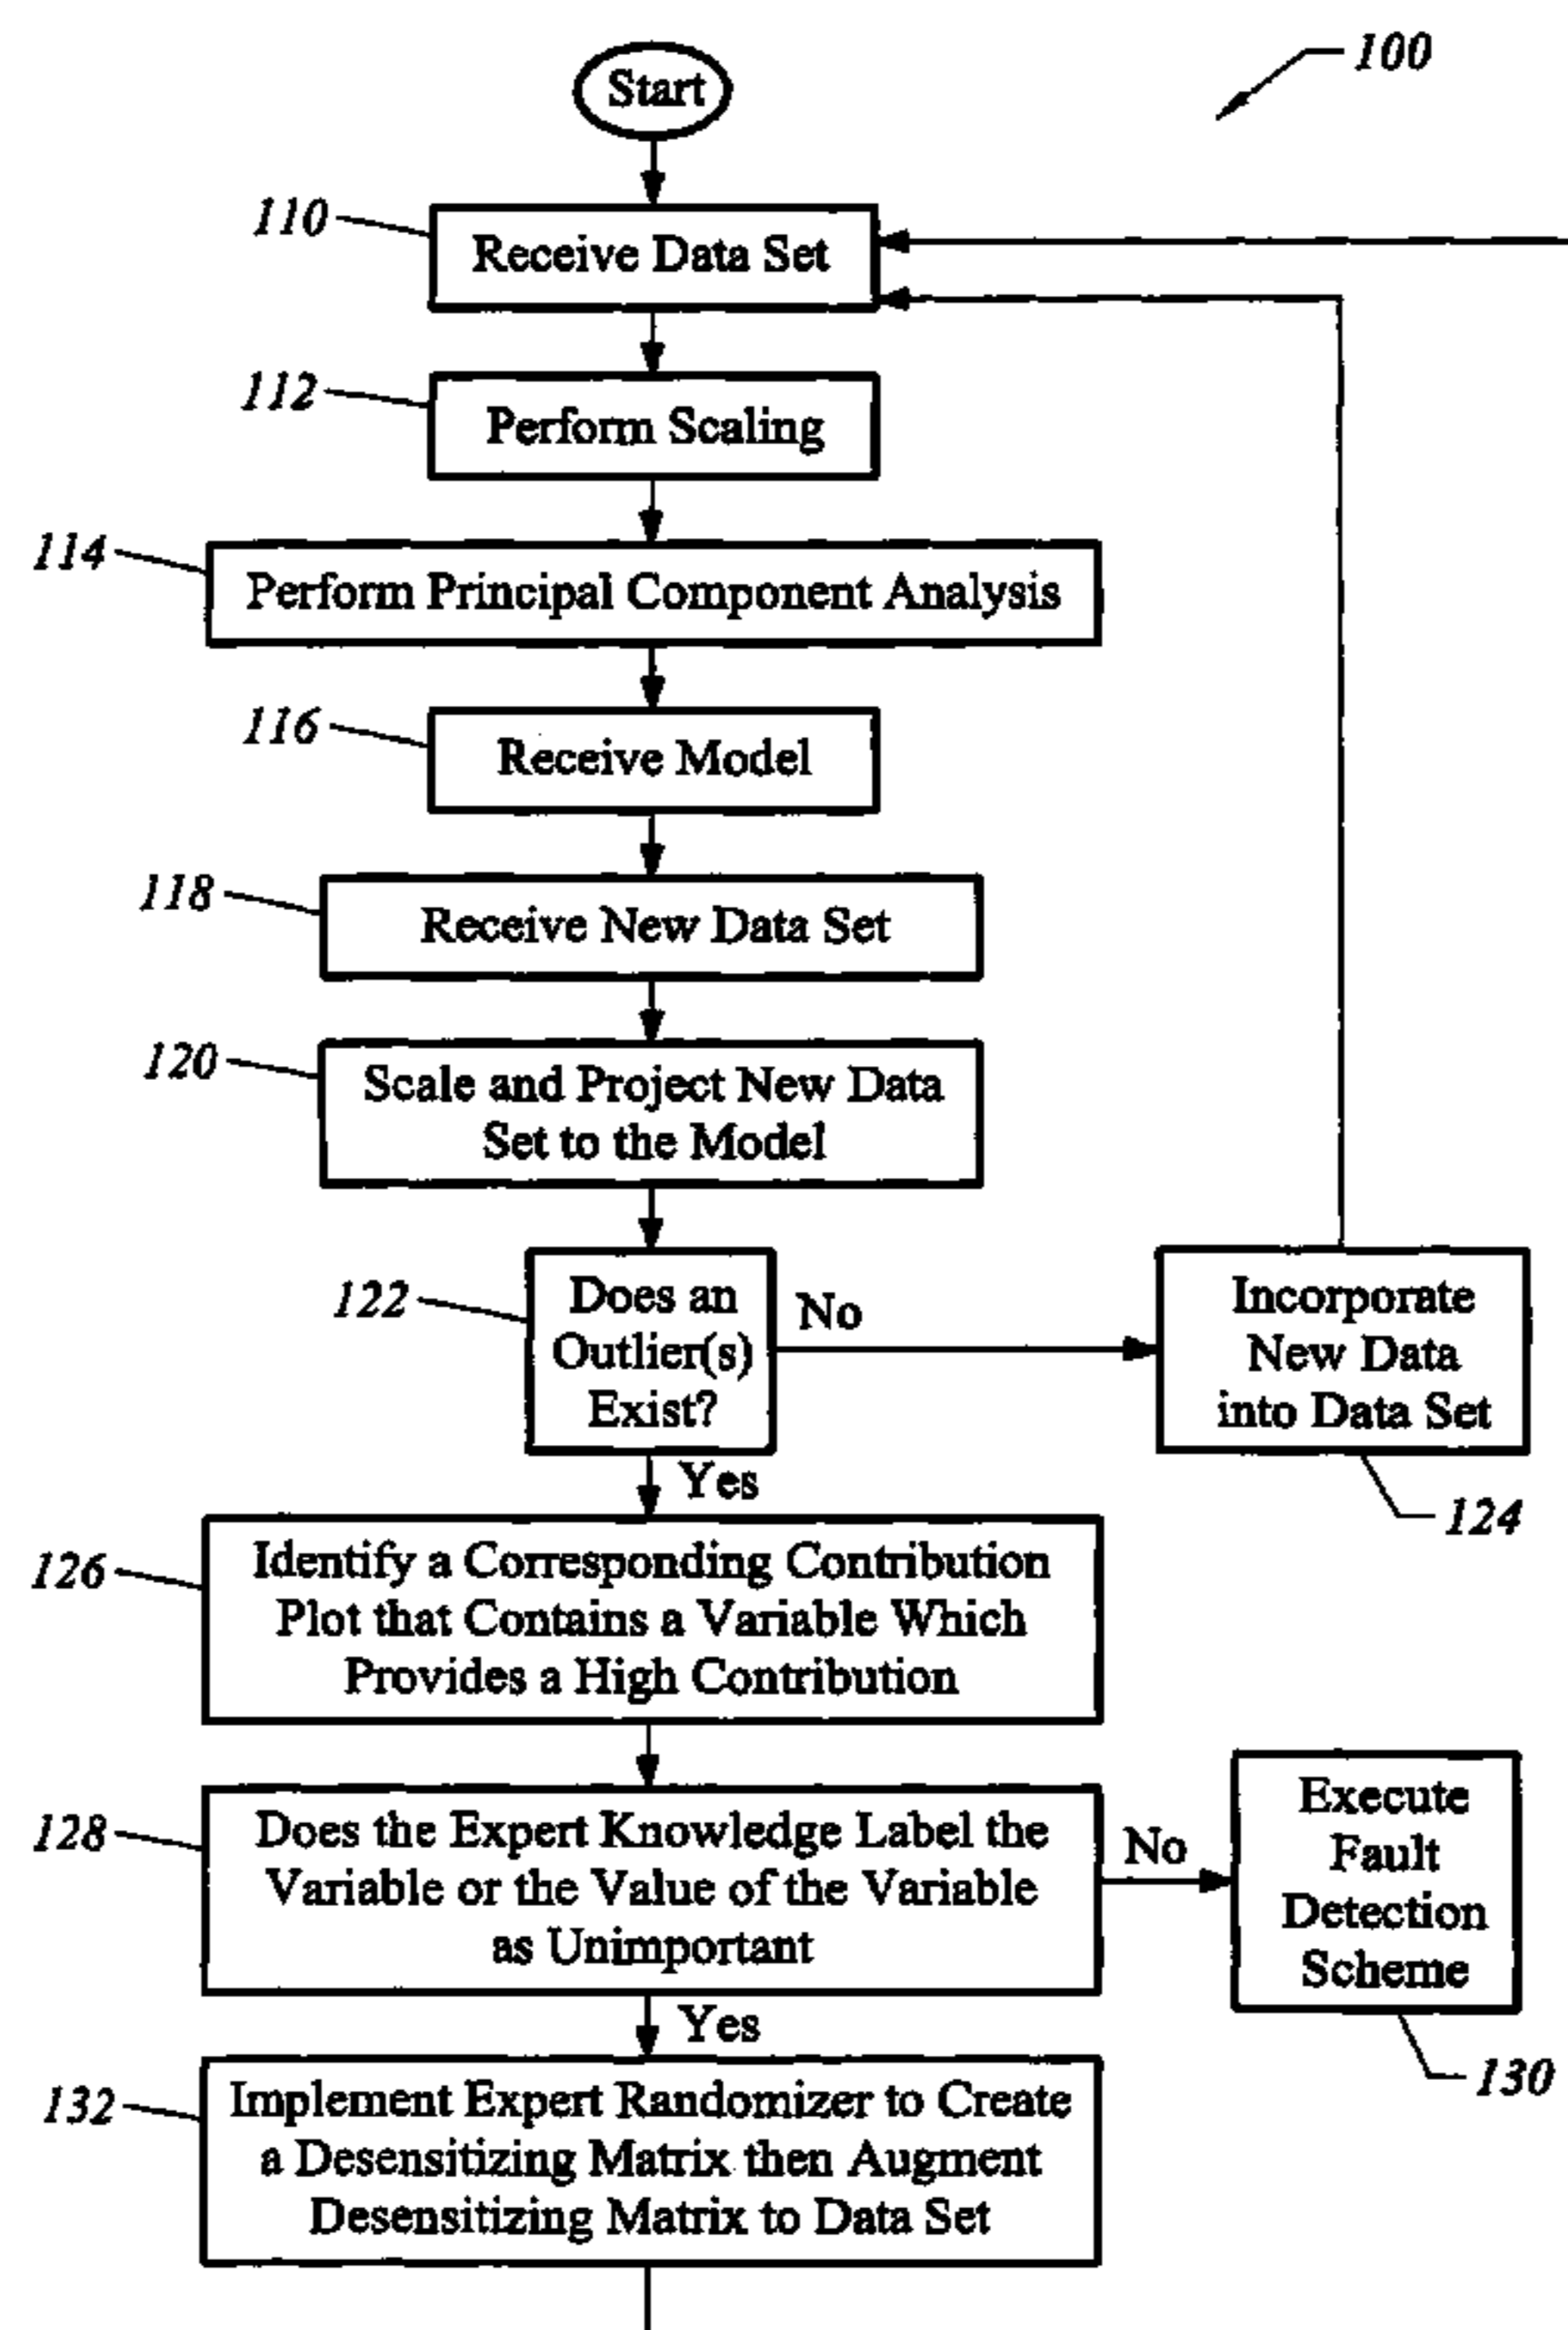 100
Start
110
Receive Data Set
112
Perform Scaling
114
Perform Principal Component Analysis
116
Receive Model
118
Receive New Data Set
120
Scale and Project New Data
Set to the Model
122
Does an
Outlier(s)
Exist?
No
Incorporate
New Data
into Data Set
124
Yes
126
Identify a Corresponding Contribution
Plot that Contains a Variable Which
Provides a High Contribution
128
Does the Expert Knowledge Label the
Variable or the Value of the Variable
as Unimportant
No
Execute
Fault
Detection
Scheme
130
Yes
132
Implement Expert Randomizer to Create
a Desensitizing Matrix then Augment
Desensitizing Matrix to Data Set